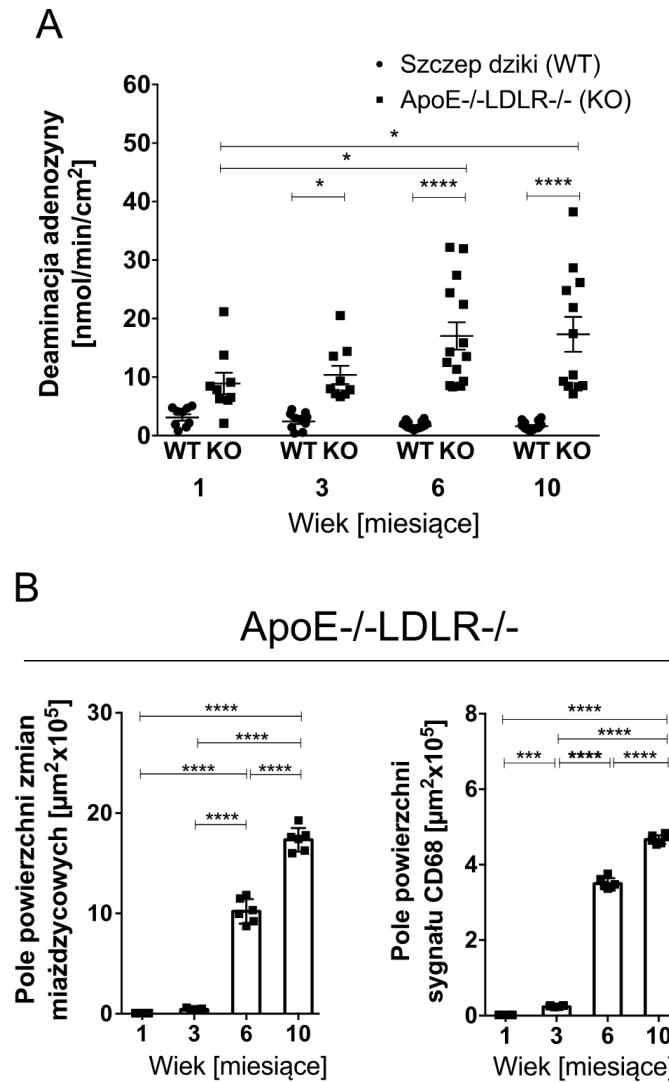 A
Szczep dziki (WT)
ApoE-/-LDLR-/- (KO)
Deaminacja adenozyny
[nmol/min/cm²]
60
50
40
30
20
10
0
*
*
*
****
****
WT KO WT KO WT KO WT KO
1 3 6 10
Wiek [miesiące]
B
ApoE-/-LDLR-/-
Pole powierzchni zmian
miażdzycowych [µm²x10⁵]
30
20
10
0
****
****
**** ****
****
1 3 6 10
Wiek [miesiące]
Pole powierzchni
sygnału CD68 [µm²x10⁵]
8
6
4
2
0
****
****
*** **** ****
1 3 6 10
Wiek [miesiące]